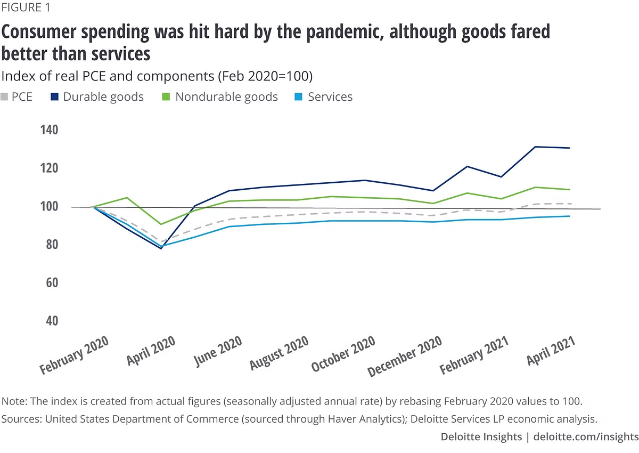 FIGURE 1
Consumer spending was hit hard by the pandemic, although goods fared
better than services
Index of real PCE and components (Feb 2020=100)
PCE Durable goods Nondurable goods Services
140
120
100
80
60
40
February 2020 April 2020 June 2020 August 2020 October 2020 December 2020 February 2021 April 2021
Note: The index is created from actual figures (seasonally adjusted annual rate) by rebasing February 2020 values to 100.
Sources: United States Department of Commerce (sourced through Haver Analytics); Deloitte Services LP economic analysis.
Deloitte Insights | deloitte.com/insights